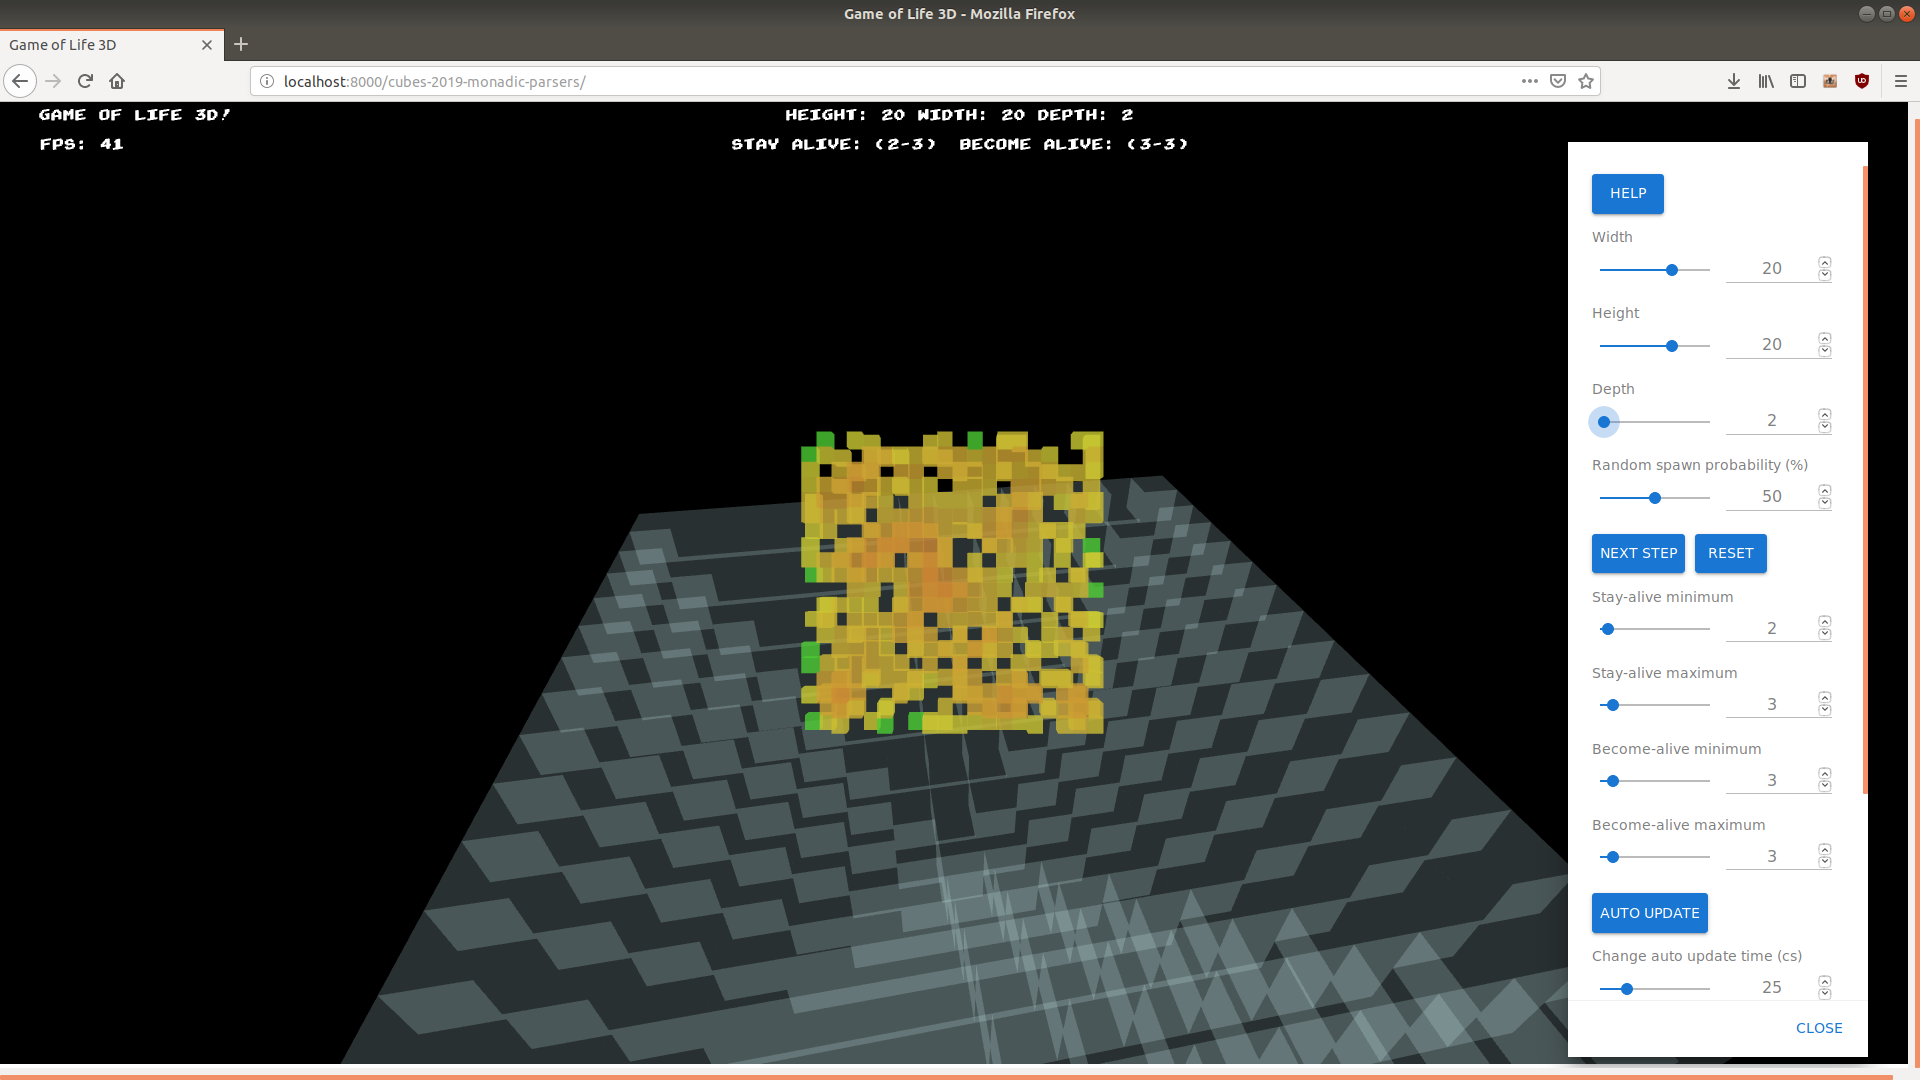 Game of Life 3D - Mozilla Firefox
Game of Life 3D
localhost:8000/cubes-2019-monadic-parsers/
GAME OF LIFE 3D!
HEIGHT: 20 WIDTH: 20 DEPTH: 2
FPS: 41
STAY ALIVE: (2-3) BECOME ALIVE: (3-3)
HELP
Width
20
Height
20
Depth
2
Random spawn probability (%)
50
NEXT STEP RESET
Stay-alive minimum
2
Stay-alive maximum
3
Become-alive minimum
3
Become-alive maximum
3
AUTO UPDATE
Change auto update time (cs)
25
CLOSE